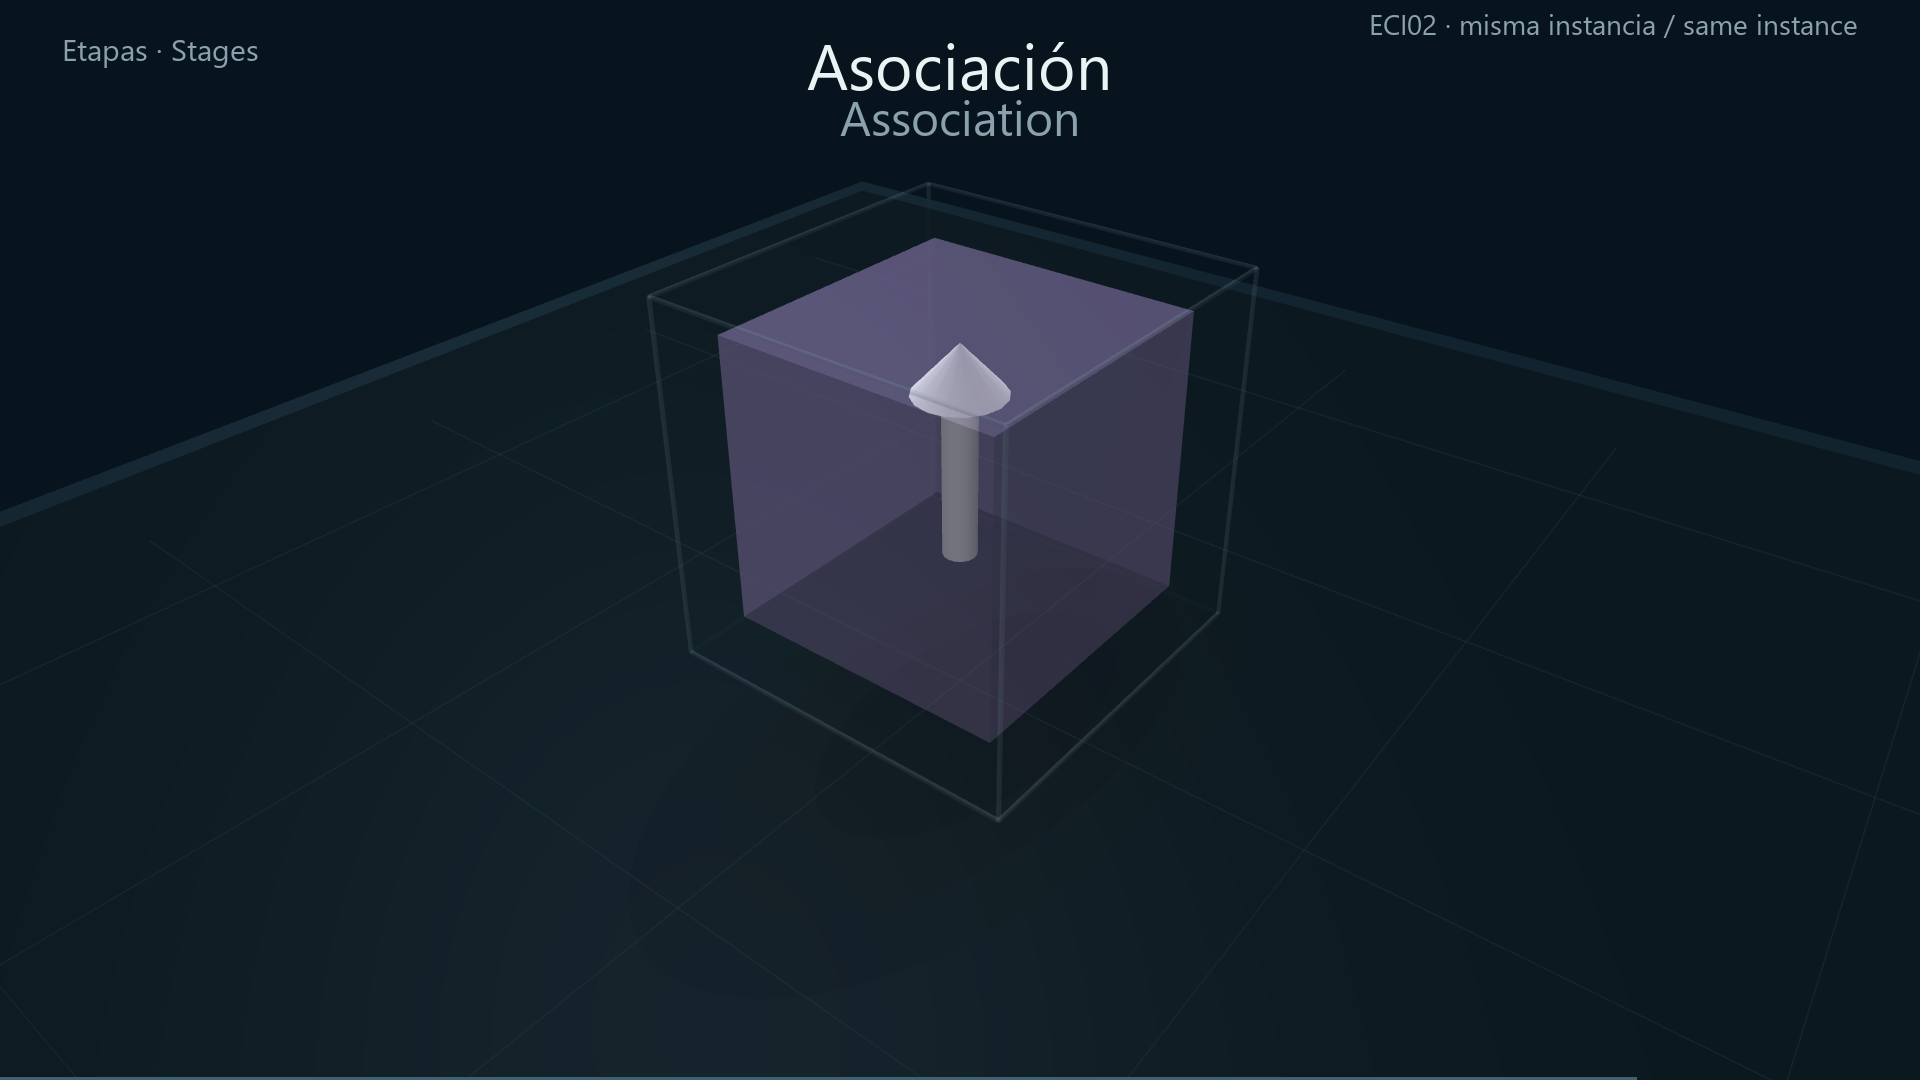 Etapas · Stages
Asociación
Association
ECI02 · misma instancia / same instance